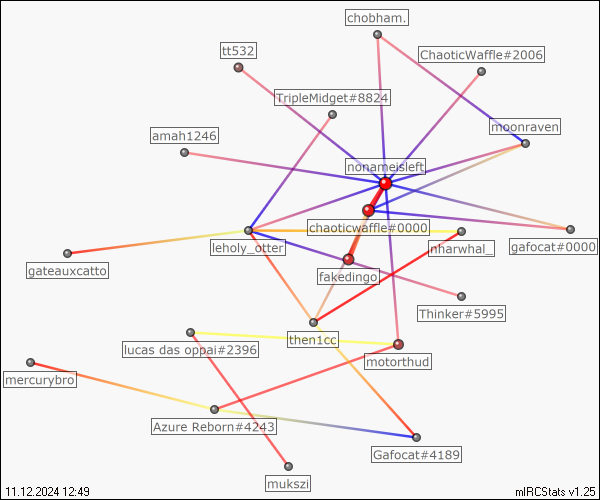 chobham.
tt532
ChaoticWaffle#2006
TripleMidget#8824
moonraven
amah1246
nonameisleft
chaoticwaffle#0000
leholy_otter
nharwhal_
gafocat#0000
gateauxcatto
fakedingo
Thinker#5995
then1cc
lucas das oppai#2396
motorthud
mercurybro
Azure Reborn#4243
Gafocat#4189
mukszi
11.12.2024 12:49
mIRCStats v1.25